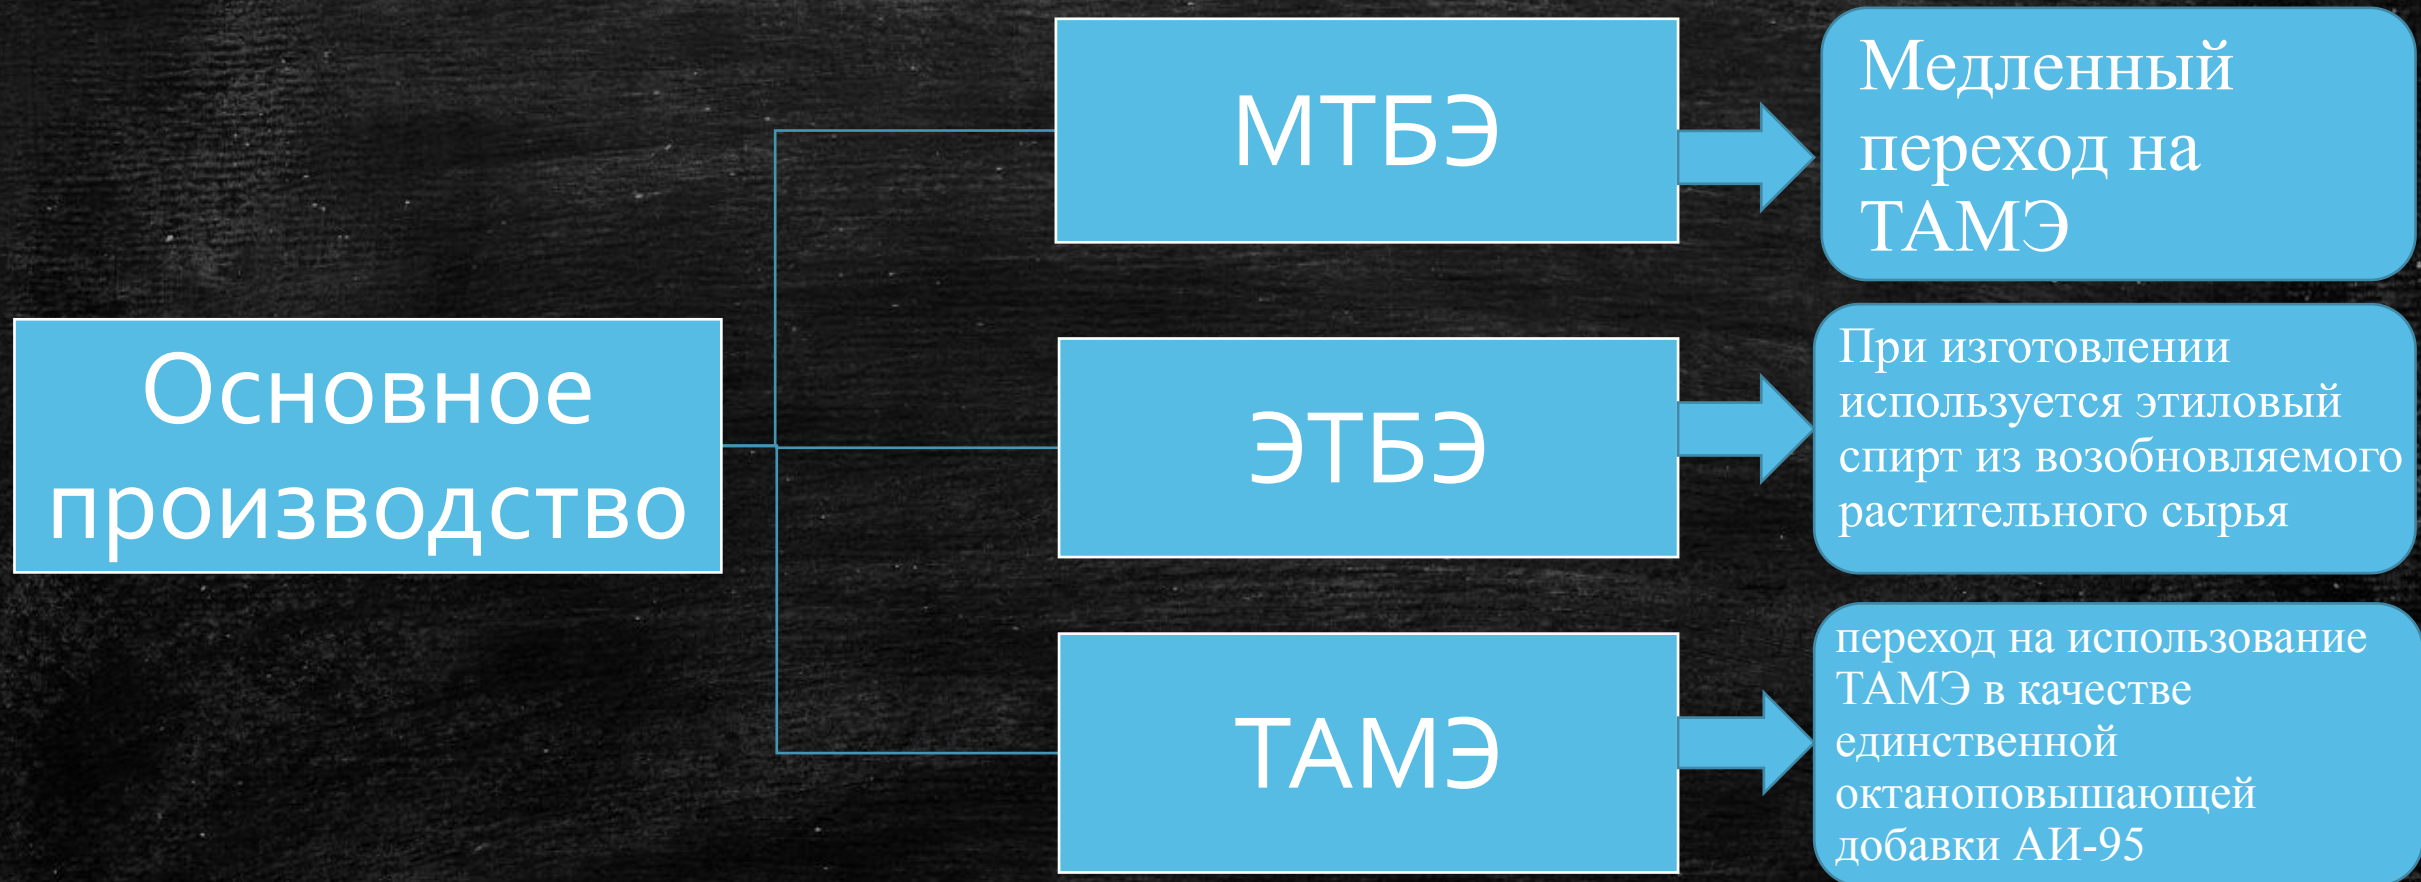 Основное
производство
МТБЭ
Медленный
переход на
ТАМЭ
ЭТБЭ
При изготовлении
используется этиловый
спирт из возобновляемого
растительного сырья
ТАМЭ
переход на использование
ТАМЭ в качестве
единственной
октаноповышающей
добавки АИ-95